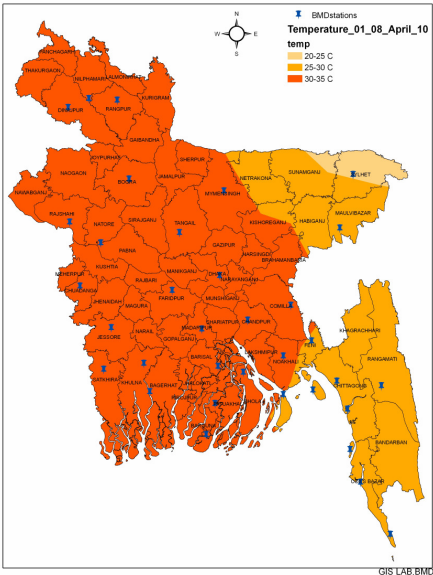 N
BMDstations
W E
S
Temperature_01_08_April_10
temp
20-25 C
25-30 C
30-35 C
PANCHAGARH
THAKURGAON
NILPHAMARI
LALMONIRHAT
KURIGRAM
DINAJPUR
RANGPUR
GAIBANDHA
JOYPURHAT
SHERPUR
NAOGAON
BOGRA
JAMALPUR
NETRAKONA
SUNAMGANJ
SYLHET
NAWABGANJ
MYMENSINGH
RAJSHAHI
NATORE
SIRAJGANJ
TANGAIL
KISHOREGANJ
HABIGANJ
MAULVIBAZAR
PABNA
GAZIPUR
NARSINGDI
BRAHAMANBARIA
KUSHITA
MEHERPUR
MANIKGANJ
DHAKA
CHUADANGA
RAJBARI
NARAYANGANJ
JHENAIDAH
FARIDPUR
MAGURA
MUNSHIGANJ
COMILLA
KHAGRACHHARI
SHARIATPUR
CHANDPUR
JESSORE
NARAIL
MADARIPUR
GOPALGANJ
FENI
LAKSHMIPUR
NOAKHALI
RANGAMATI
BARISAL
SATKHIRA
KHULNA
BAGERHAT
JHALOKATI
PIROJPUR
BHOLA
CHITTAGONG
PATUAKHALI
BARGUNA
BANDARBAN
COXS BAZAR
GIS LAB.BMD